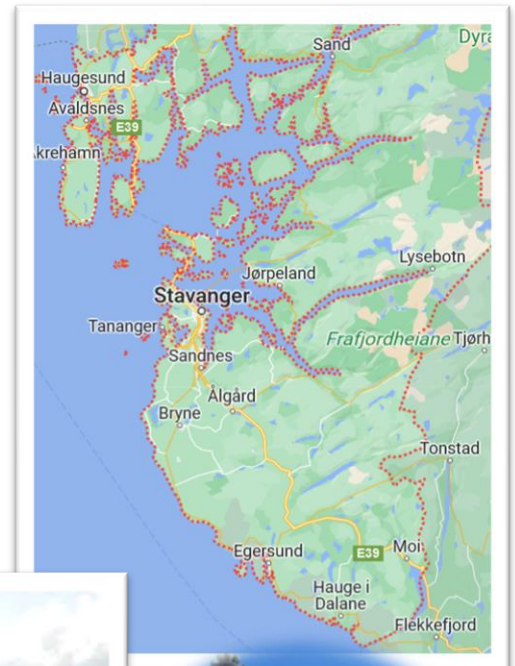 Sand
Dyra
Haugesund
Avaldsnes
E39
krehamn
Lysebotn
Jørpeland
Stavanger
Tananger
Frafjordheiane
Tjørh
Sandnes
Ålgård
Bryne
Tonstad
Egersund
E39
Moi
Hauge i
Dalane
Flekkefjord